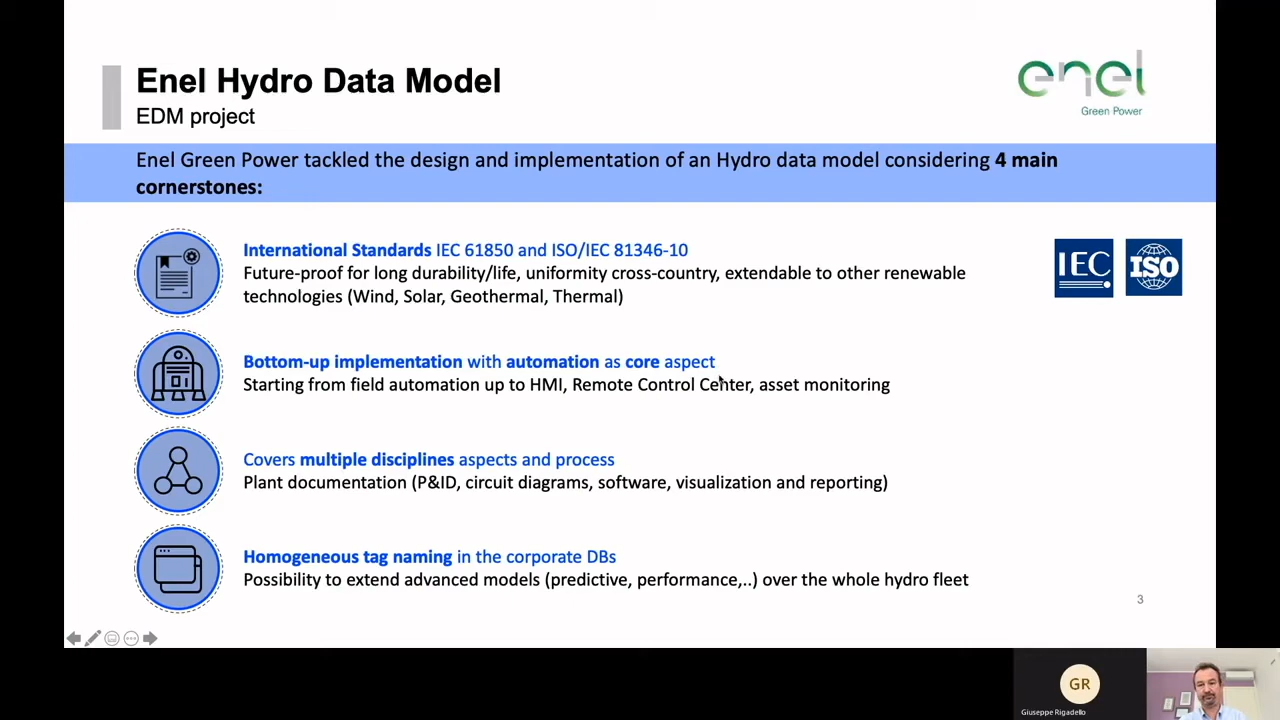 Enel Hydro Data Model
EDM project
enel
Green Power
Enel Green Power tackled the design and implementation of an Hydro data model considering 4 main
cornerstones:
International Standards IEC 61850 and ISO/IEC 81346-10
Future-proof for long durability/life, uniformity cross-country, extendable to other renewable
technologies (Wind, Solar, Geothermal, Thermal)
IEC
ISO
Bottom-up implementation with automation as core aspect
Starting from field automation up to HMI, Remote Control Center, asset monitoring
Covers multiple disciplines aspects and process
Plant documentation (P&ID, circuit diagrams, software, visualization and reporting)
Homogeneous tag naming in the corporate DBs
Possibility to extend advanced models (predictive, performance,..) over the whole hydro fleet
3
GR
Giuseppe Rigadello